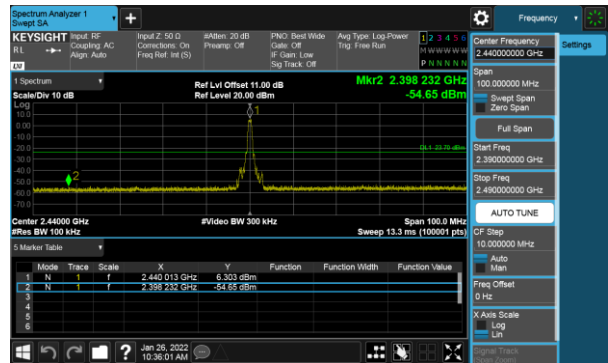 Spectrum Analyzer 1
Swept SA
+
Frequency
KEYSIGHT
RL
Input: RF
Coupling: AC
Align: Auto
Input Z: 50 Ω
Corrections: On
Freq Ref: Int (S)
#Atten: 20 dB
Preamp: Off
PNO: Best Wide
Gate: Off
IF Gain: Low
Sig Track: Off
Avg Type: Log-Power
Trig: Free Run
1 2 3 4 5 6
M W W W W W
P N N N N N
LXI
1 Spectrum
Scale/Div 10 dB
Ref Lvl Offset 11.00 dB
Ref Level 20.00 dBm
Mkr2 2.398 232 GHz
-54.65 dBm
Log
10.0
0.00
-10.0
-20.0
-30.0
-40.0
-50.0
-60.0
-70.0
1
2
DL1 -23.70 dBm
Center 2.44000 GHz
#Res BW 100 kHz
#Video BW 300 kHz
Span 100.0 MHz
Sweep 13.3 ms (100001 pts)
5 Marker Table
Mode Trace Scale X Y Function Function Width Function Value
1 N 1 f 2.440 013 GHz 6.303 dBm
2 N 1 f 2.398 232 GHz -54.65 dBm
3
4
5
6
?
Jan 26, 2022
10:36:01 AM
Center Frequency
2.440000000 GHz
Span
100.000000 MHz
Swept Span
Zero Span
Full Span
Start Freq
2.390000000 GHz
Stop Freq
2.490000000 GHz
AUTO TUNE
CF Step
10.000000 MHz
Auto
Man
Freq Offset
0 Hz
X Axis Scale
Log
Lin
Signal Track
(Span Zoom)
Settings